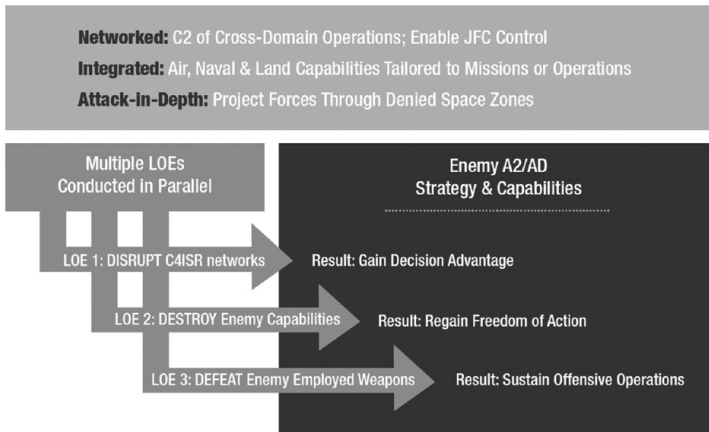 Networked: C2 of Cross-Domain Operations; Enable JFC Control
Integrated: Air, Naval & Land Capabilities Tailored to Missions or Operations
Attack-in-Depth: Project Forces Through Denied Space Zones
Multiple LOEs
Conducted in Parallel
Enemy A2/AD
Strategy & Capabilities
LOE 1: DISRUPT C4ISR networks
Result: Gain Decision Advantage
LOE 2: DESTROY Enemy Capabilities
Result: Regain Freedom of Action
LOE 3: DEFEAT Enemy Employed Weapons
Result: Sustain Offensive Operations